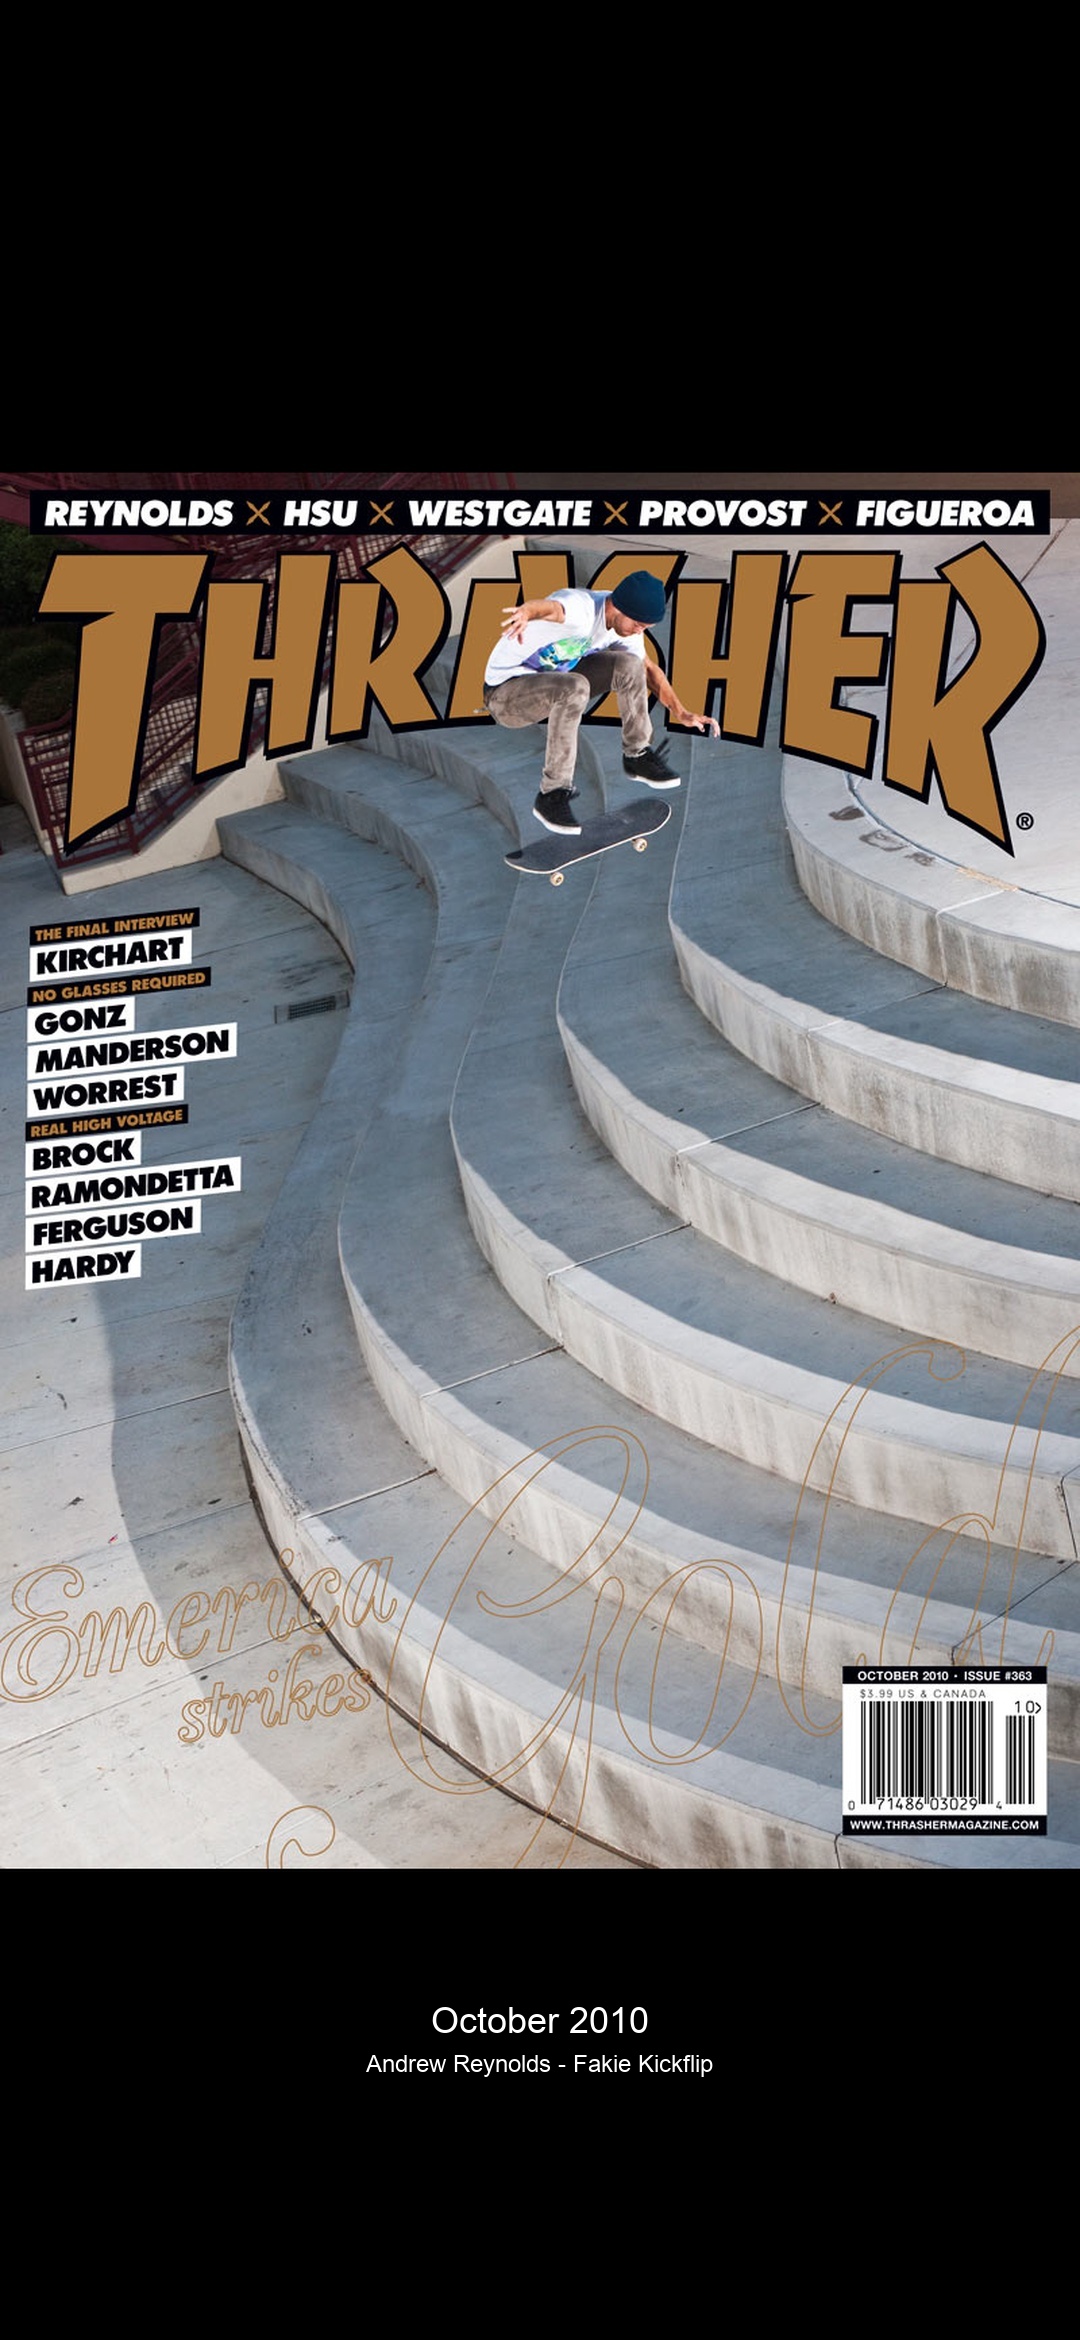 REYNOLDS X HSU X WESTGATE X PROVOST X FIGUEROA
THRASHER®
THE FINAL INTERVIEW
KIRCHART
NO GLASSES REQUIRED
GONZ
MANDERSON
WORREST
REAL HIGH VOLTAGE
BROCK
RAMONDETTA
FERGUSON
HARDY
Emerica
strikes
Gold
OCTOBER 2010 · ISSUE #363
$3.99 US & CANADA
10>
0 71486 03029 4
WWW.THRASHERMAGAZINE.COM
October 2010
Andrew Reynolds - Fakie Kickflip